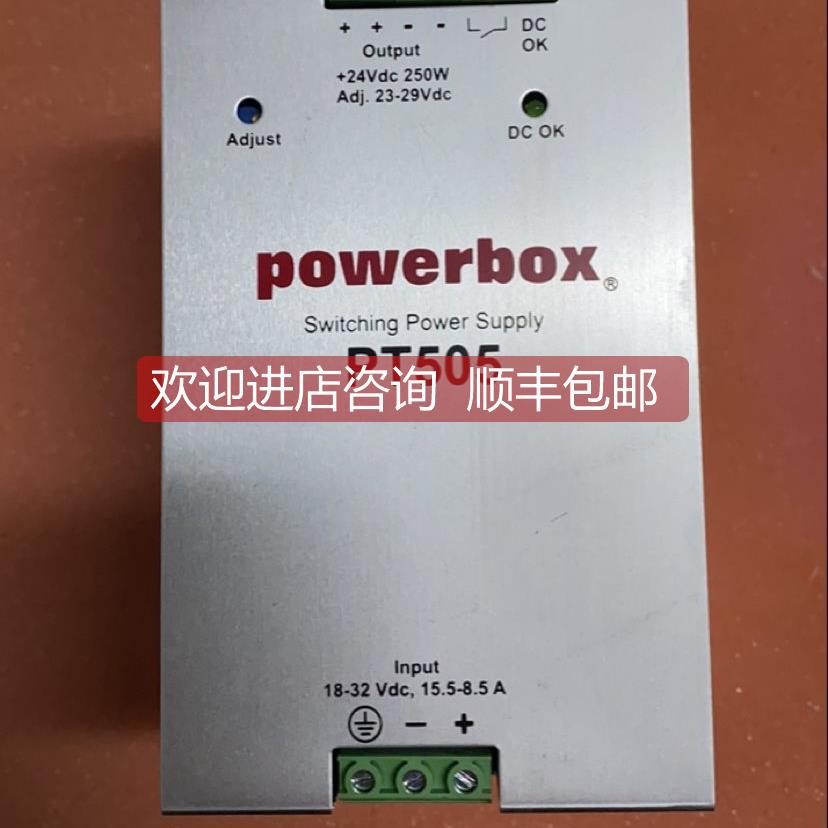 + + - - DC
OK
Output
+24Vdc 250W
Adj. 23-29Vdc
Adjust
DC OK
powerbox®
Switching Power Supply
PT505
欢迎进店咨询 顺丰包邮
Input
18-32 Vdc, 15.5-8.5 A
- +